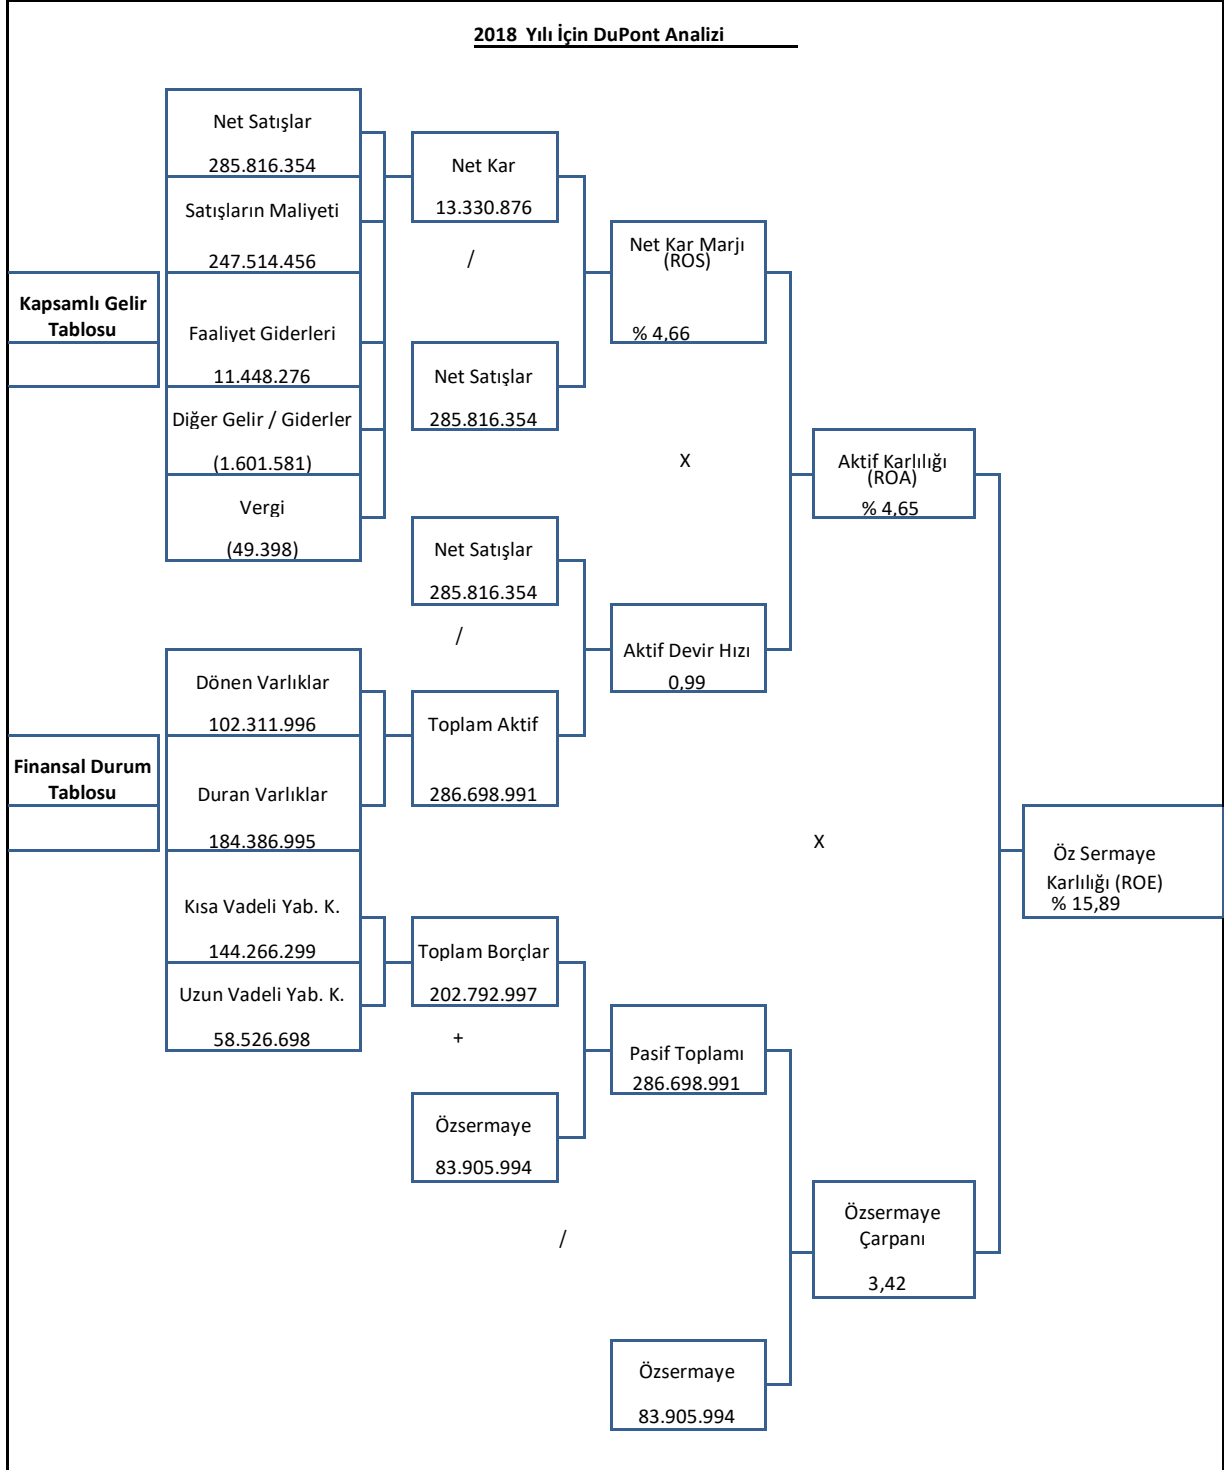 2018 Yılı İçin DuPont Analizi
Net Satışlar
285.816.354
Satışların Maliyeti
247.514.456
Faaliyet Giderleri
11.448.276
Diğer Gelir / Giderler
(1.601.581)
Vergi
(49.398)
Kapsamlı Gelir
Tablosu
Net Kar
13.330.876
/
Net Satışlar
285.816.354
Net Kar Marjı
(ROS)
% 4,66
X
Aktif Karlılığı
(ROA)
% 4,65
Net Satışlar
285.816.354
/
Aktif Devir Hızı
0,99
Dönen Varlıklar
102.311.996
Duran Varlıklar
184.386.995
Toplam Aktif
286.698.991
Finansal Durum
Tablosu
Kısa Vadeli Yab. K.
144.266.299
Uzun Vadeli Yab. K.
58.526.698
Toplam Borçlar
202.792.997
+
Özsermaye
83.905.994
Pasif Toplamı
286.698.991
/
Özsermaye
83.905.994
Özsermaye
Çarpanı
3,42
X
Öz Sermaye
Karlılığı (ROE)
% 15,89